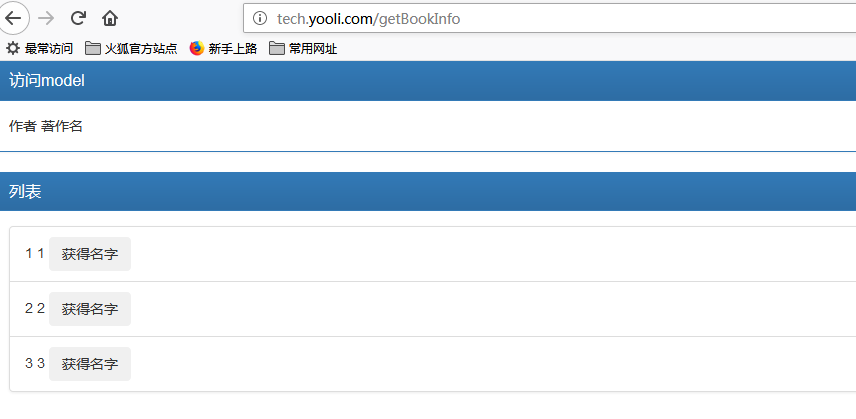 tech.yooli.com/getBookInfo
最常访问 火狐官方站点 新手上路 常用网址
访问model
作者 著作名
列表
1 1 获得名字
2 2 获得名字
3 3 获得名字